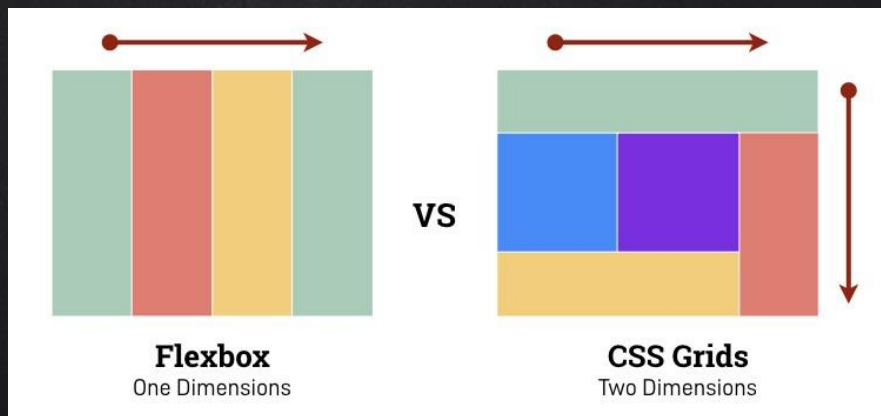 VS
Flexbox
One Dimensions
CSS Grids
Two Dimensions